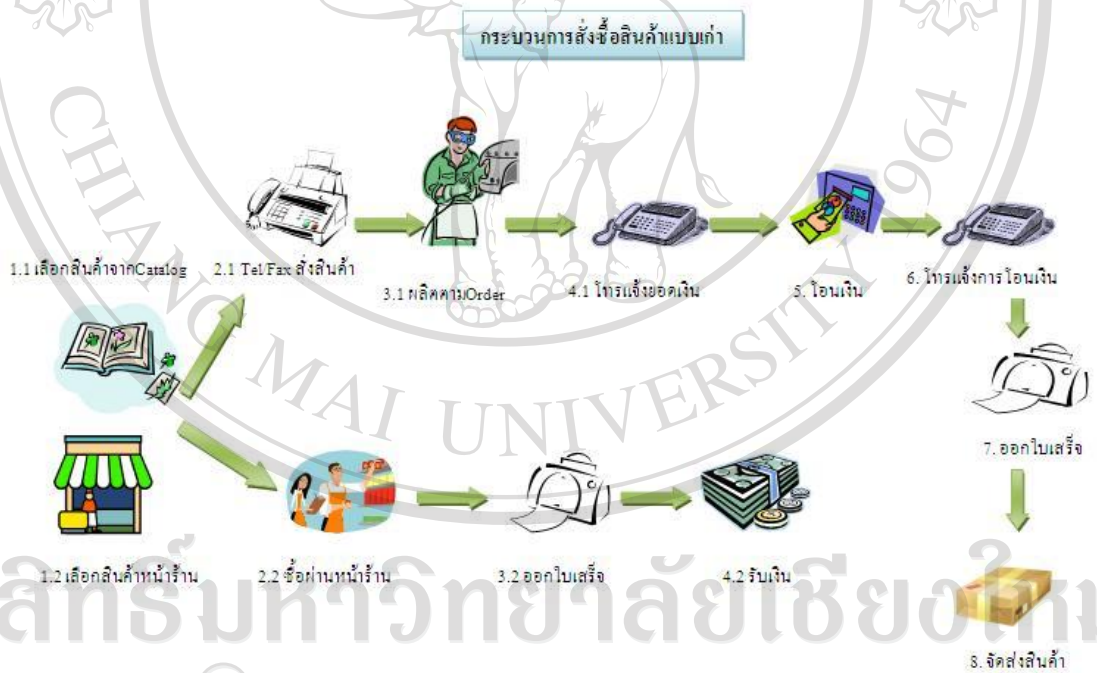 กระบวนการสั่งซื้อสินค้าแบบเก่า
1.1 เลือกสินค้าจากCatalog
2.1 Tel/Fax สั่งสินค้า
3.1 ผลิตตามOrder
4.1 โทรแจ้งยอดเงิน
5. โอนเงิน
6. โทรแจ้งการโอนเงิน
7. ออกใบเสร็จ
1.2 เลือกสินค้าหน้าร้าน
2.2 ซื้อผ่านหน้าร้าน
3.2 ออกใบเสร็จ
4.2 รับเงิน
8. จัดส่งสินค้า
CHIANG MAI UNIVERSITY 1964
สิทธิ์มหาวิทยาลัยเชียงใหม